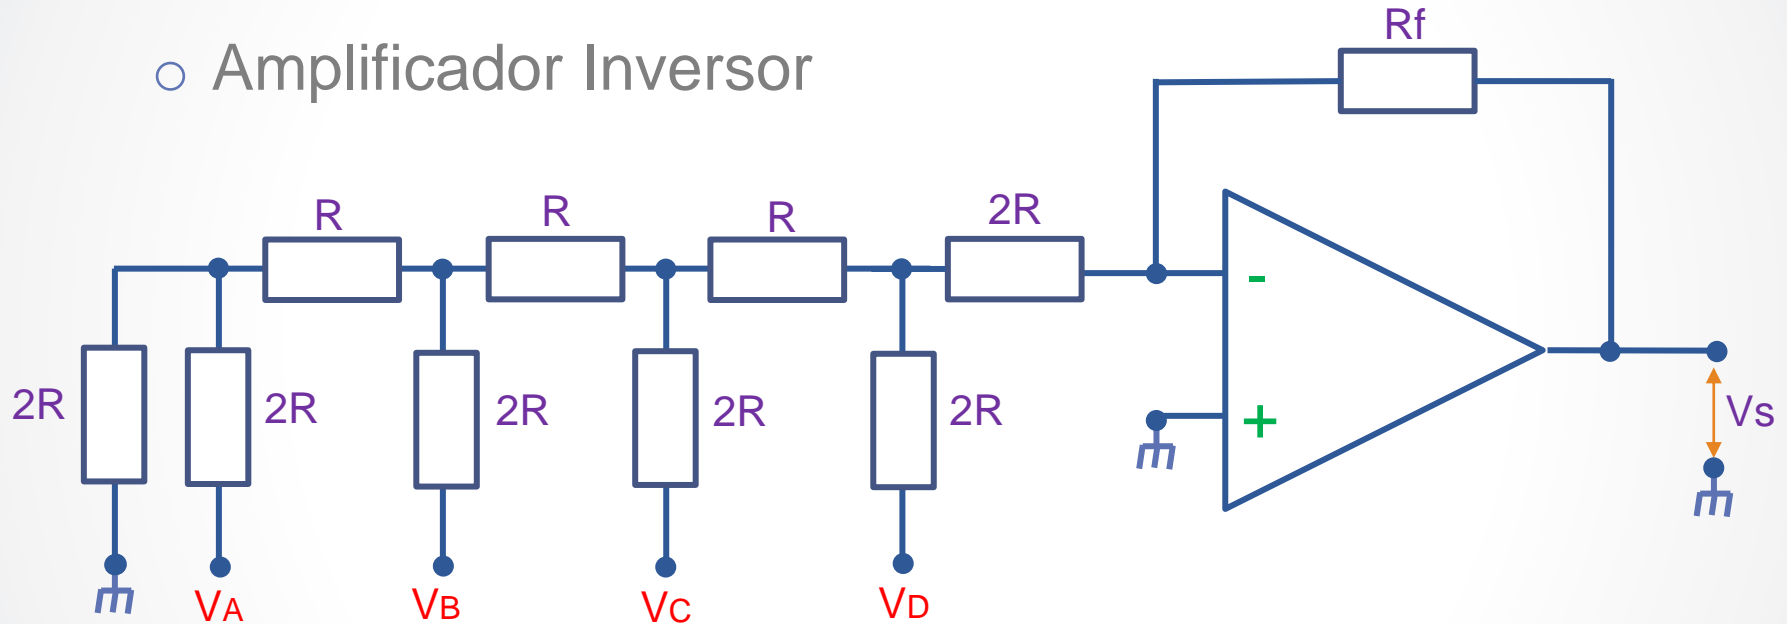 Rf
Amplificador Inversor
R R R 2R
-
2R 2R 2R 2R 2R
+
Vs
VA VB VC VD